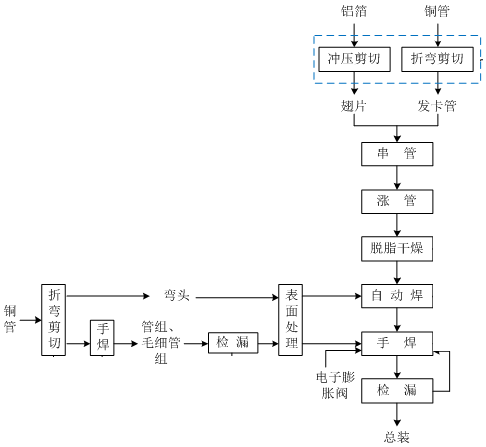 铝箔
铜管
冲压剪切
折弯剪切
翅片
发卡管
串 管
涨 管
脱脂干燥
铜
管
折
弯
剪
切
弯头
手
焊
管组、
毛细管
组
检 漏
表
面
处
理
自 动 焊
手 焊
电子膨
胀阀
检 漏
总装